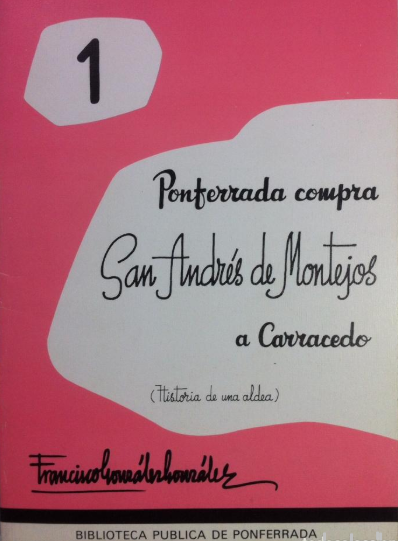 1
Ponferrada compra
San Andrés de Montejos
a Carracedo
(Historia de una aldea)
Francisco González González
BIBLIOTECA PUBLICA DE PONFERRADA